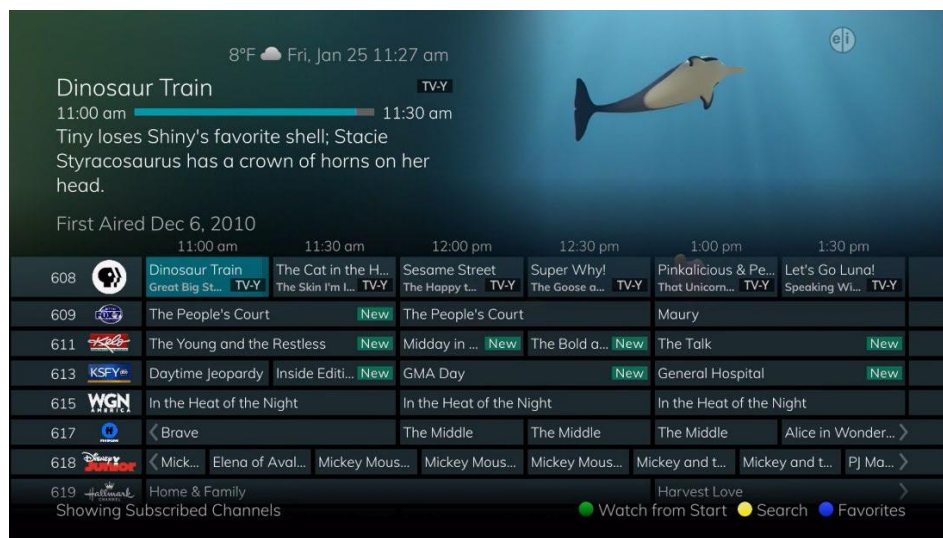 e|i
8°F Fri, Jan 25 11:27 am
Dinosaur Train TV-Y
11:00 am 11:30 am
Tiny loses Shiny's favorite shell; Stacie
Styracosaurus has a crown of horns on her
head.
First Aired Dec 6, 2010
11:00 am 11:30 am 12:00 pm 12:30 pm 1:00 pm 1:30 pm
608 Dinosaur Train The Cat in the H... Sesame Street Super Why! Pinkalicious & Pe... Let's Go Luna!
Great Big St... TV-Y The Skin I'm I... TV-Y The Happy t... TV-Y The Goose a... TV-Y That Unicorn... TV-Y Speaking Wi... TV-Y
609 The People's Court New The People's Court Maury
611 Kelo The Young and the Restless New Midday in ... New The Bold a... New The Talk New
613 KSFY Daytime Jeopardy Inside Editi... New GMA Day New General Hospital New
615 WGN AMERICA In the Heat of the Night In the Heat of the Night In the Heat of the Night
617 Brave The Middle The Middle The Middle Alice in Wonder...
618 Disney Junior Mick... Elena of Aval... Mickey Mous... Mickey Mous... Mickey Mous... Mickey and t... Mickey and t... PJ Ma...
619 Hallmark CHANNEL Home & Family Harvest Love
Showing Subscribed Channels Watch from Start Search Favorites